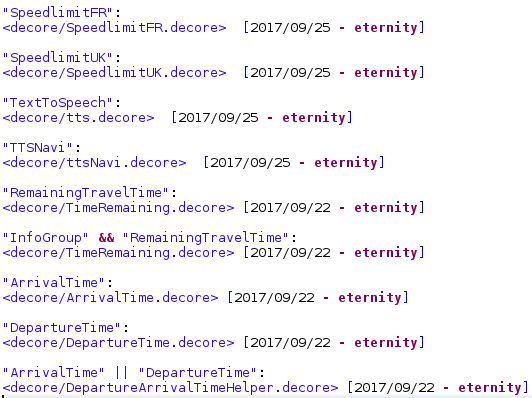 "SpeedlimitFR":
<decore/SpeedlimitFR.decore>  [2017/09/25 - eternity]
"SpeedlimitUK":
<decore/SpeedlimitUK.decore>  [2017/09/25 - eternity]
"TextToSpeech":
<decore/tts.decore>  [2017/09/25 - eternity]
"TTSNavi":
<decore/ttsNavi.decore>  [2017/09/25 - eternity]
"RemainingTravelTime":
<decore/TimeRemaining.decore> [2017/09/22 - eternity]
"InfoGroup" && "RemainingTravelTime":
<decore/TimeRemaining.decore> [2017/09/22 - eternity]
"ArrivalTime":
<decore/ArrivalTime.decore> [2017/09/22 - eternity]
"DepartureTime":
<decore/DepartureTime.decore> [2017/09/22 - eternity]
"ArrivalTime" || "DepartureTime":
<decore/DepartureArrivalTimeHelper.decore> [2017/09/22 - eternity]